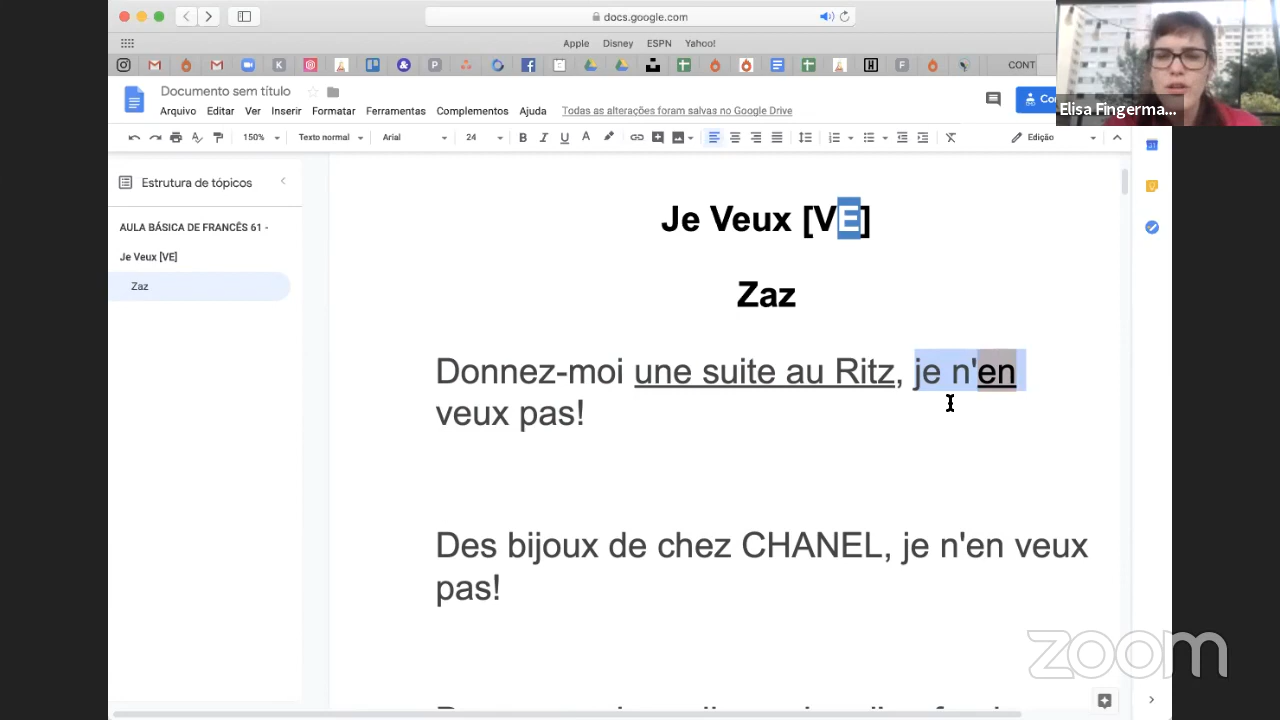 docs.google.com
Apple Disney ESPN Yahoo!
CONT
Documento sem título
Arquivo Editar Ver Inserir Formatar Ferramentas Complementos Ajuda Todas as alterações foram salvas no Google Drive
Elisa Fingerma...
150% Texto normal Arial 24 Edição
Estrutura de tópicos
AULA BÁSICA DE FRANCÊS 61 -
Je Veux [VE]
Zaz
Je Veux [VE]
Zaz
Donnez-moi une suite au Ritz, je n'en
veux pas!
Des bijoux de chez CHANEL, je n'en veux
pas!
zoom